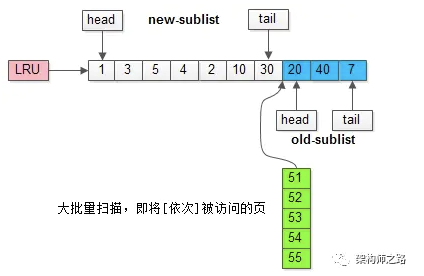 head
new-sublist
tail
LRU
1 3 5 4 2 10 30 20 40 7
head
tail
old-sublist
51
52
53
54
55
大批量扫描，即将[依次]被访问的页
架构师之路